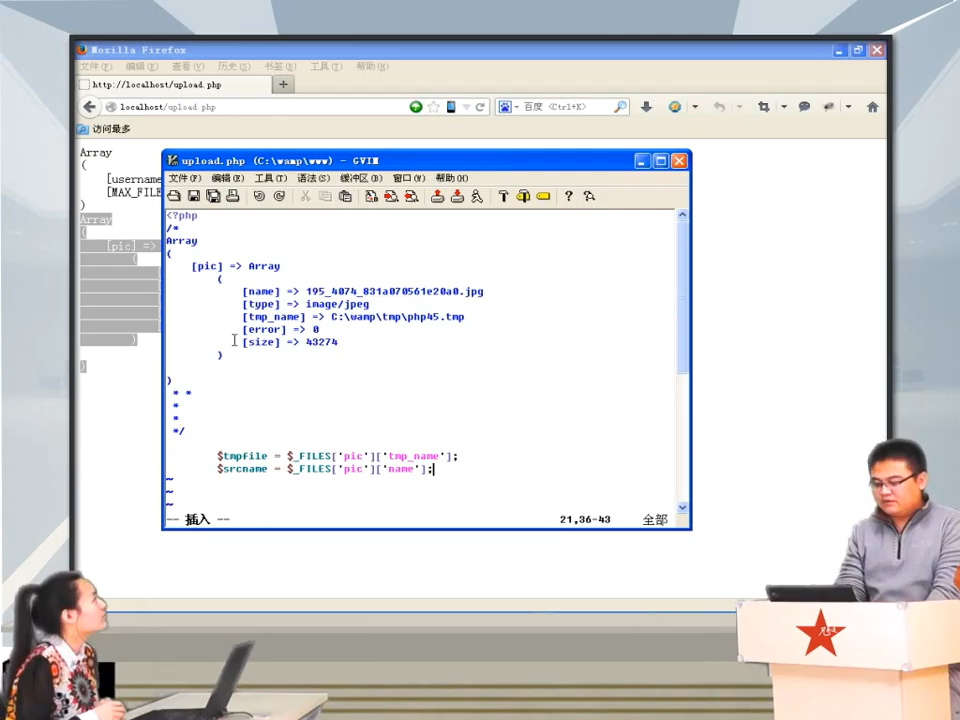 Mozilla Firefox
文件(F) 编辑(E) 查看(V) 历史(S) 书签(B) 工具(T) 帮助(H)
http://localhost/upload.php
localhost/upload.php
百度 <Ctrl+K>
访问最多
Array
(
[username
[MAX_FILE
)
Array
(
[pic] =>
(
)
)
upload.php (C:\wamp\www) - GVIM
文件(F) 编辑(E) 工具(T) 语法(S) 缓冲区(B) 窗口(W) 帮助(H)
<?php
/*
Array
(
[pic] => Array
(
[name] => 195_4074_831a070561e20a0.jpg
[type] => image/jpeg
[tmp_name] => C:\wamp\tmp\php45.tmp
[error] => 0
[size] => 43274
)
)
* *
*
*
*/
$tmpfile = $_FILES['pic']['tmp_name'];
$srcname = $_FILES['pic']['name'];
~
~
~
-- 插入 -- 21,36-43 全部